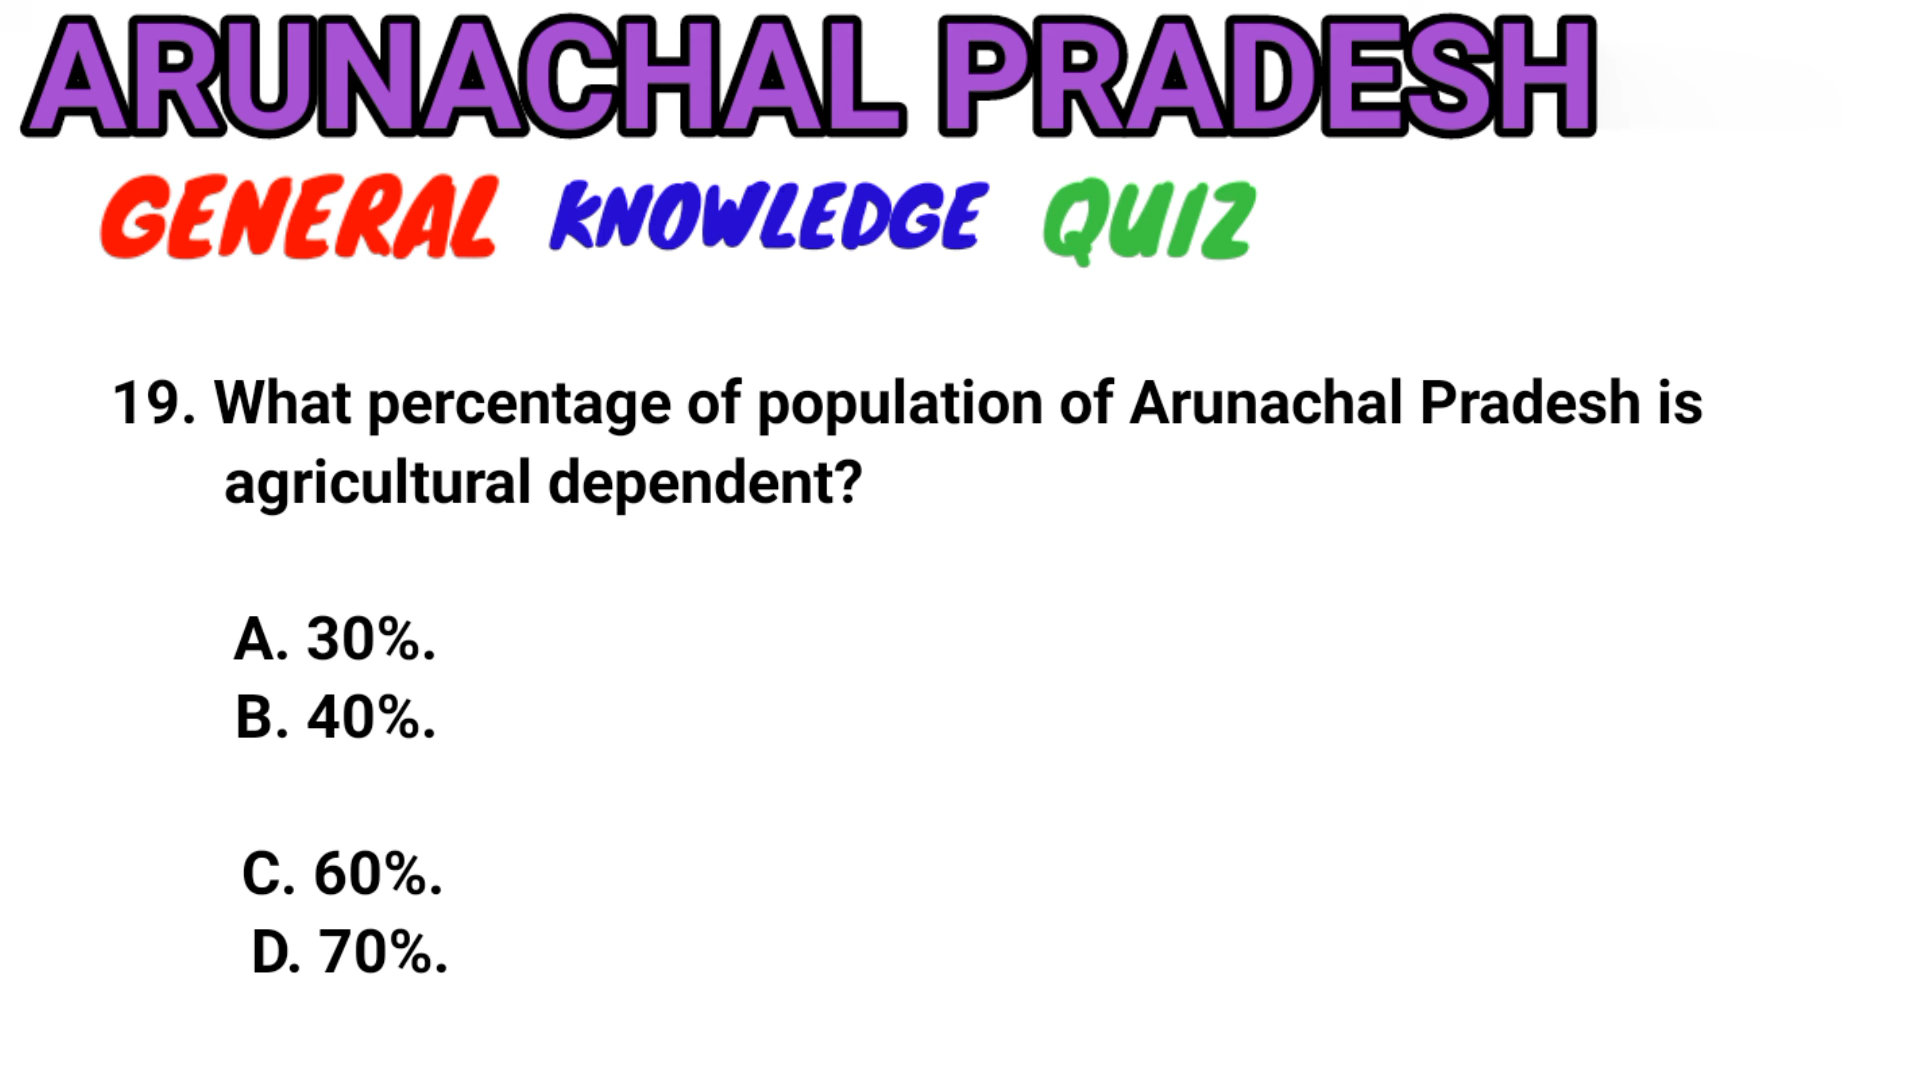 ARUNACHAL PRADESH
GENERAL KNOWLEDGE QUIZ
19. What percentage of population of Arunachal Pradesh is
agricultural dependent?
A. 30%.
B. 40%.
C. 60%.
D. 70%.